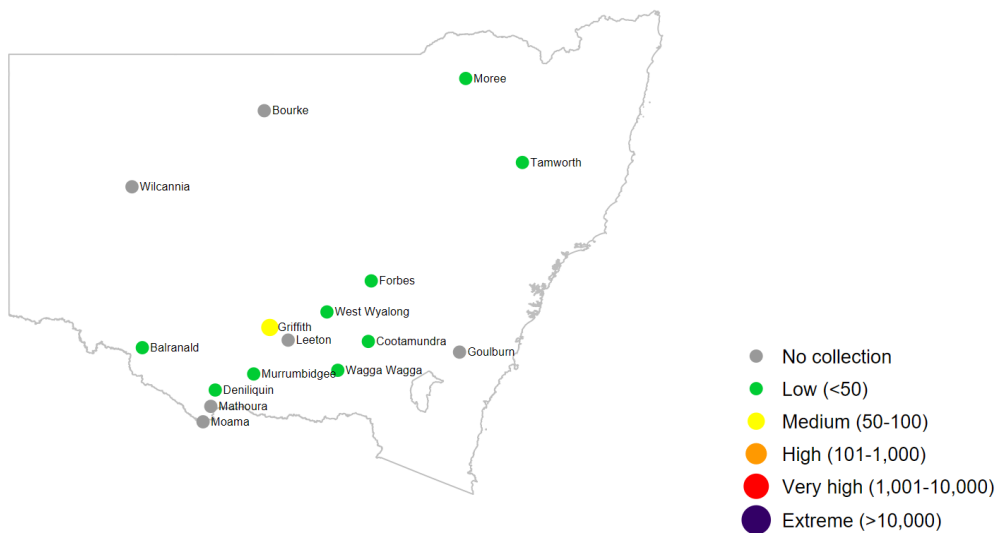 Moree
Bourke
Tamworth
Wilcannia
Forbes
West Wyalong
Griffith
Leeton
Cootamundra
Balranald
Goulburn
Murrumbidgee
Wagga Wagga
Deniliquin
Mathoura
Moama
No collection
Low (<50)
Medium (50-100)
High (101-1,000)
Very high (1,001-10,000)
Extreme (>10,000)